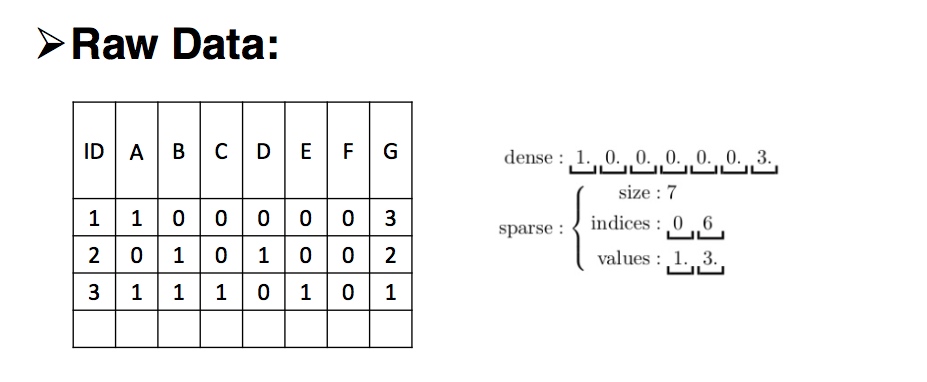 ➢Raw Data:
ID A B C D E F G
1 1 0 0 0 0 0 3
2 0 1 0 1 0 0 2
3 1 1 1 0 1 0 1
dense : 1. 0. 0. 0. 0. 0. 3.
sparse :
size : 7
indices : 0 6
values : 1. 3.